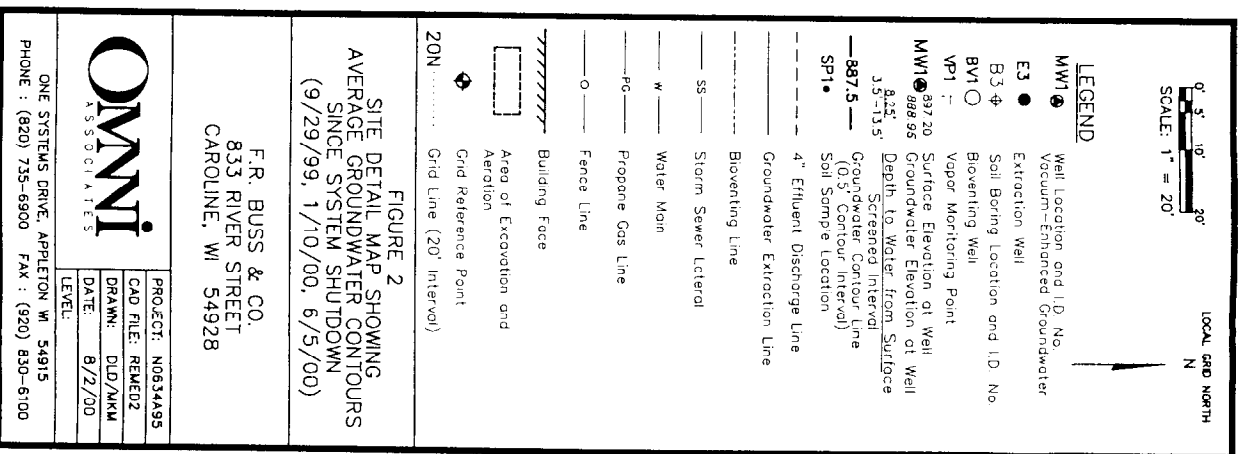 0' 5' 10' 20'
SCALE: 1" = 20'
LOCAL GRID NORTH
N
LEGEND
MW1 Well Location and I.D. No.
Vacuum-Enhanced Groundwater
E3 Extraction Well
B3 Soil Boring Location and I.D. No.
BV1 Bioventing Well
VP1 Vapor Monitoring Point
MW1 897.20 Surface Elevation at Well
888.95 Groundwater Elevation at Well
8.25' Depth to Water from Surface
3.5'-13.5' Screened Interval
887.5 Groundwater Contour Line
(0.5' Contour Interval)
SP1 Soil Sample Location
4" Effluent Discharge Line
Groundwater Extraction Line
Bioventing Line
SS Storm Sewer Lcteral
W Water Man
PG Propane Gas Line
O Fence Line
Building Face
Area of Excavation and
Aeration
Grid Reference Point
20N Grid Line (20' Interval)
FIGURE 2
SITE DETAIL MAP SHOWING
AVERAGE GROUNDWATER CONTOURS
SINCE SYSTEM SHUTDOWN
(9/29/99, 1/10/00, 6/5/00)
F.R. BUSS & CO.
833 RIVER STREET
CAROLINE, WI 54928
OMNNI
ASSOCIATES
PROJECT: N0634A95
CAD FILE: REMED2
DRAWN: DLD/MKM
DATE: 8/2/00
LEVEL:
ONE SYSTEMS DRIVE, APPLETON WI 54915
PHONE : (820) 735-6900 FAX : (920) 830-6100